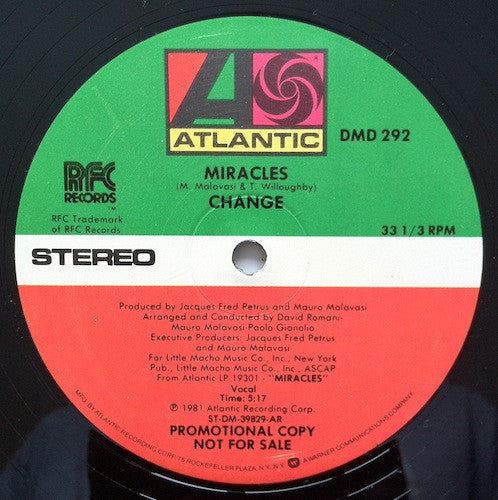 ATLANTIC
DMD 292
MIRACLES
(M. Malavasi & T. Willoughby)
CHANGE
RFC
RECORDS
TM
RFC Trademark
of RFC Records
33 1/3 RPM
STEREO
Produced by Jacques Fred Petrus and Mauro Malavasi
Arranged and Conducted by David Romani-
Mauro Malavasi-Paolo Gianolio
Executive Producers: Jacques Fred Petrus
and Mauro Malavasi
For Little Macho Music Co., Inc., New York
Pub., Little Macho Music Co., Inc., ASCAP
From Atlantic LP 19301 - "MIRACLES"
Vocal
Time: 5:17
℗ 1981 Atlantic Recording Corp.
ST-DM-39829-AR
PROMOTIONAL COPY
NOT FOR SALE
MFG. BY ATLANTIC RECORDING CORP., 75 ROCKEFELLER PLAZA, N.Y., N.Y. A WARNER COMMUNICATIONS COMPANY